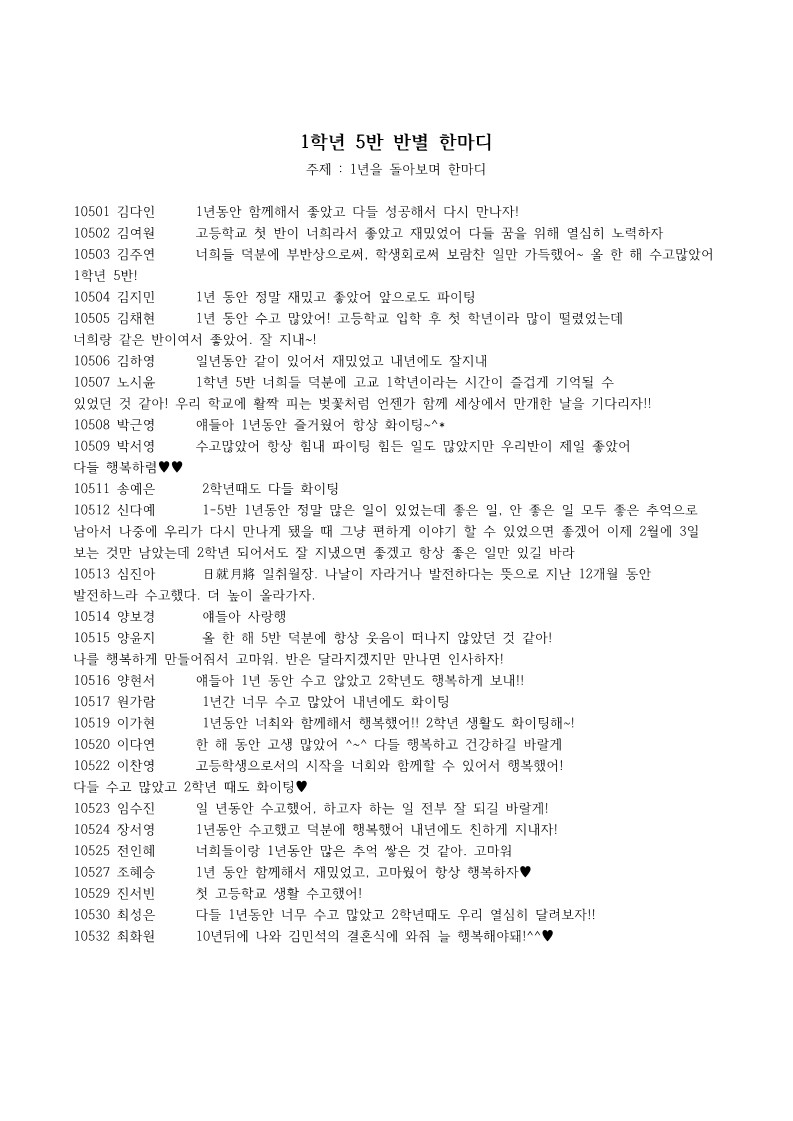 1학년 5반 반별 한마디
주제 : 1년을 돌아보며 한마디
10501 김다인 1년동안 함께해서 좋았고 다들 성공해서 다시 만나자!
10502 김여원 고등학교 첫 반이 너희라서 좋았고 재밌었어 다들 꿈을 위해 열심히 노력하자
10503 김주연 너희들 덕분에 부반상으로써, 학생회로써 보람찬 일만 가득했어~ 올 한 해 수고많았어
1학년 5반!
10504 김지민 1년 동안 정말 재밌고 좋았어 앞으로도 파이팅
10505 김채현 1년 동안 수고 많았어! 고등학교 입학 후 첫 학년이라 많이 떨렸었는데
너희랑 같은 반이여서 좋았어. 잘 지내~!
10506 김하영 일년동안 같이 있어서 재밌었고 내년에도 잘지내
10507 노시윤 1학년 5반 너희들 덕분에 고교 1학년이라는 시간이 즐겁게 기억될 수
있었던 것 같아! 우리 학교에 활짝 피는 벚꽃처럼 언젠가 함께 세상에서 만개한 날을 기다리자!!
10508 박근영 얘들아 1년동안 즐거웠어 항상 화이팅~^*
10509 박서영 수고많았어 항상 힘내 파이팅 힘든 일도 많았지만 우리반이 제일 좋았어
다들 행복하렴♥♥
10511 송예은 2학년때도 다들 화이팅
10512 신다예 1-5반 1년동안 정말 많은 일이 있었는데 좋은 일, 안 좋은 일 모두 좋은 추억으로
남아서 나중에 우리가 다시 만나게 됐을 때 그냥 편하게 이야기 할 수 있었으면 좋겠어 이제 2월에 3일
보는 것만 남았는데 2학년 되어서도 잘 지냈으면 좋겠고 항상 좋은 일만 있길 바라
10513 심진아 日就月將 일취월장. 나날이 자라거나 발전하다는 뜻으로 지난 12개월 동안
발전하느라 수고했다. 더 높이 올라가자.
10514 양보경 얘들아 사랑행
10515 양윤지 올 한 해 5반 덕분에 항상 웃음이 떠나지 않았던 것 같아!
나를 행복하게 만들어줘서 고마워. 반은 달라지겠지만 만나면 인사하자!
10516 양현서 얘들아 1년 동안 수고 않았고 2학년도 행복하게 보내!!
10517 원가람 1년간 너무 수고 많았어 내년에도 화이팅
10519 이가현 1년동안 너최와 함께해서 행복했어!! 2학년 생활도 화이팅해~!
10520 이다연 한 해 동안 고생 많았어 ^~^ 다들 행복하고 건강하길 바랄게
10522 이찬영 고등학생으로서의 시작을 너회와 함께할 수 있어서 행복했어!
다들 수고 많았고 2학년 때도 화이팅♥
10523 임수진 일 년동안 수고했어, 하고자 하는 일 전부 잘 되길 바랄게!
10524 장서영 1년동안 수고했고 덕분에 행복했어 내년에도 친하게 지내자!
10525 전인혜 너희들이랑 1년동안 많은 추억 쌓은 것 같아. 고마워
10527 조혜승 1년 동안 함께해서 재밌었고, 고마웠어 항상 행복하자♥
10529 진서빈 첫 고등학교 생활 수고했어!
10530 최성은 다들 1년동안 너무 수고 많았고 2학년때도 우리 열심히 달려보자!!
10532 최화원 10년뒤에 나와 김민석의 결혼식에 와줘 늘 행복해야돼!^^♥